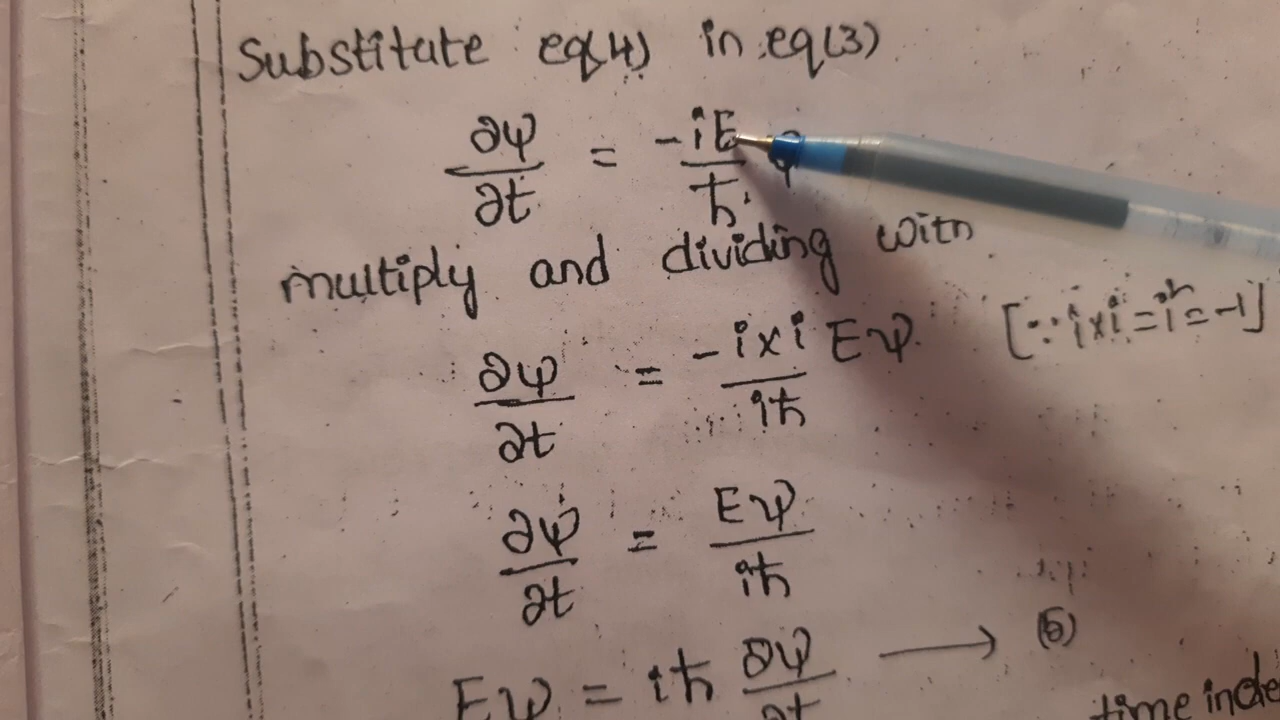 Substitute eq(4) in eq(3)
∂ψ/∂t = -iE/ħ ψ
multiply and dividing with
∂ψ/∂t = -i×i/iħ Eψ [∵ i×i = i² = -1]
∂ψ/∂t = Eψ/iħ
Eψ = iħ ∂ψ/∂t → (5)
time inde